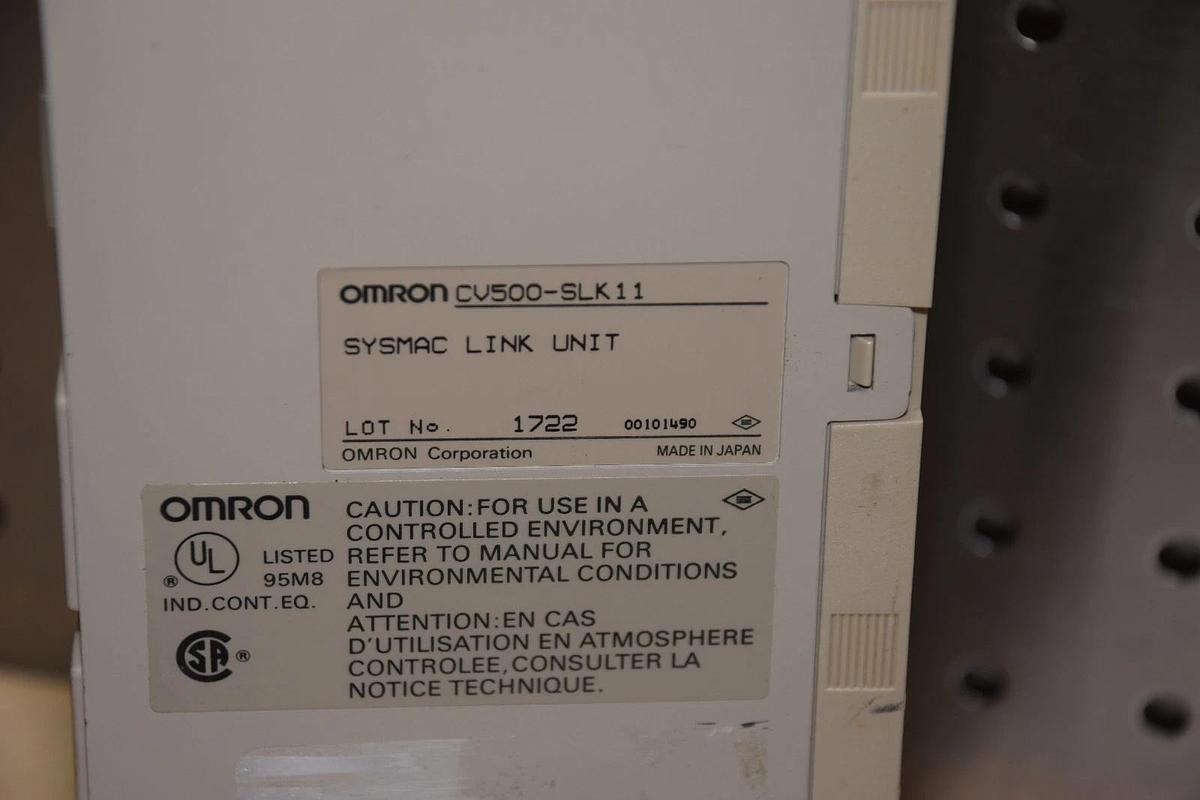 OMRON CV500-SLK11
SYSMAC LINK UNIT
LOT No. 1722 00101490
OMRON Corporation MADE IN JAPAN
OMRON
UL
®
LISTED
95M8
IND.CONT.EQ.
SA ®
CAUTION:FOR USE IN A
CONTROLLED ENVIRONMENT,
REFER TO MANUAL FOR
ENVIRONMENTAL CONDITIONS
AND
ATTENTION:EN CAS
D'UTILISATION EN ATMOSPHERE
CONTROLEE,CONSULTER LA
NOTICE TECHNIQUE.